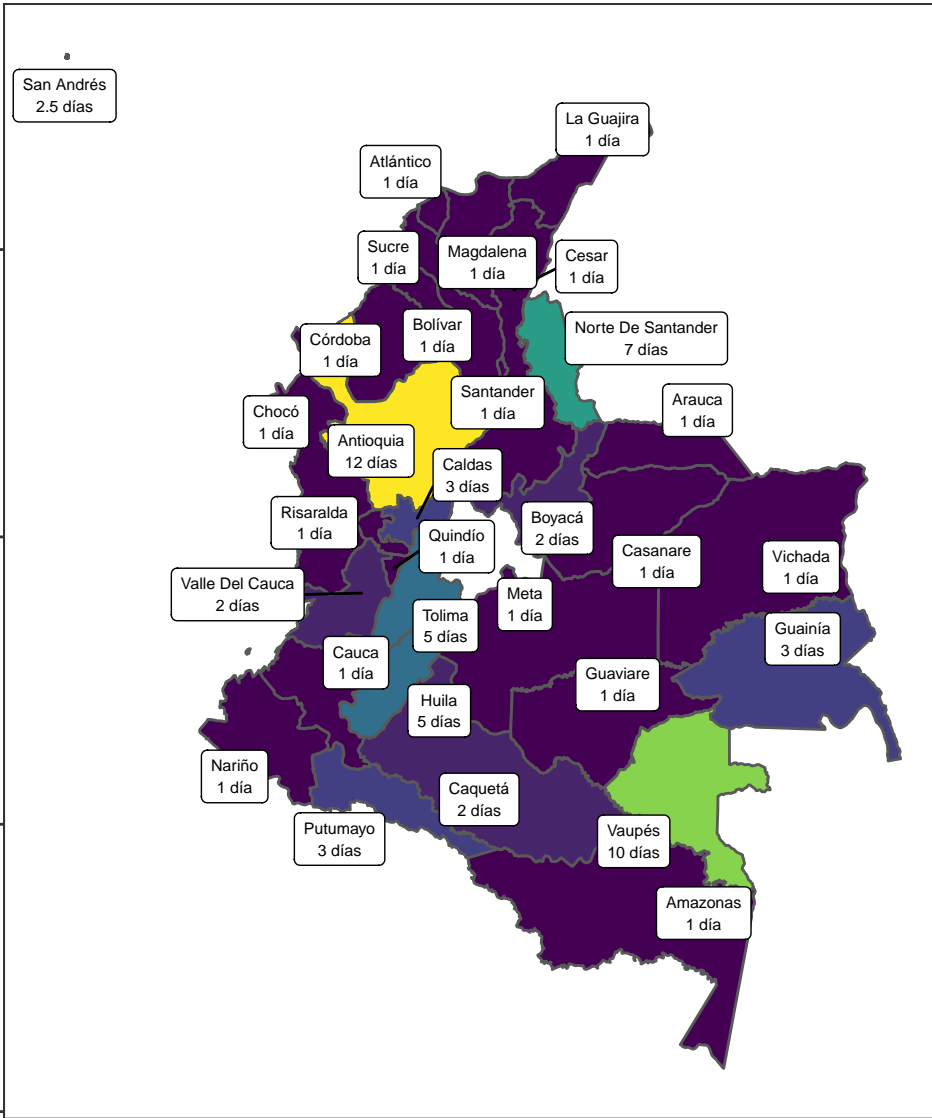 San Andrés
2.5 días
La Guajira
1 día
Atlántico
1 día
Sucre
1 día
Magdalena
1 día
Cesar
1 día
Córdoba
1 día
Bolívar
1 día
Norte De Santander
7 días
Santander
1 día
Arauca
1 día
Chocó
1 día
Antioquia
12 días
Caldas
3 días
Risaralda
1 día
Quindío
1 día
Boyacá
2 días
Casanare
1 día
Vichada
1 día
Valle Del Cauca
2 días
Meta
1 día
Tolima
5 días
Guainía
3 días
Cauca
1 día
Guaviare
1 día
Huila
5 días
Nariño
1 día
Caquetá
2 días
Putumayo
3 días
Vaupés
10 días
Amazonas
1 día